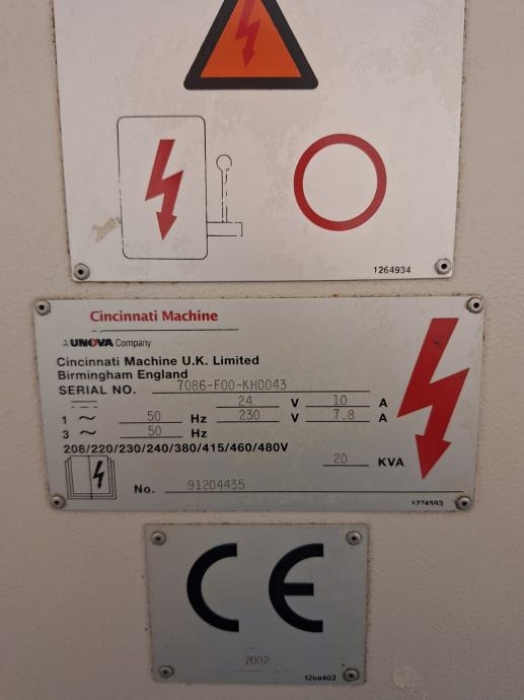 1264934
Cincinnati Machine
A UNOVA Company
Cincinnati Machine U.K. Limited
Birmingham England
SERIAL NO. 7086-F00-KH0043
24 V 10 A
1 ~ 50 Hz 230 V 7.8 A
3 ~ 50 Hz
208/220/230/240/380/415/460/480V
20 KVA
No. 91204435
CE
2002
1266403